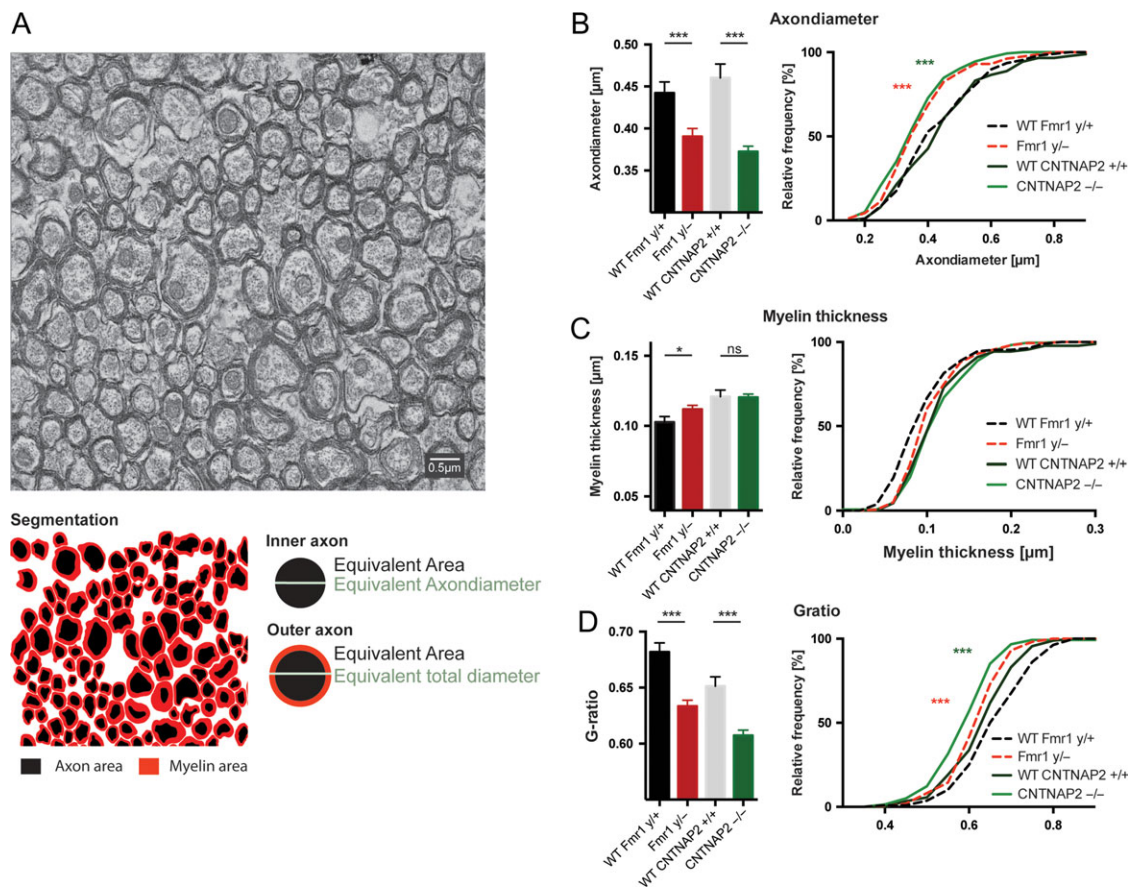 A
0.5µm
Segmentation
Inner axon
Equivalent Area
Equivalent Axondiameter
Outer axon
Equivalent Area
Equivalent total diameter
Axon area
Myelin area
B
Axondiameter
Axondiameter [µm]
0.50
0.45
0.40
0.35
*** ***
WT Fmr1 y/+
Fmr1 y/–
WT CNTNAP2 +/+
CNTNAP2 –/–
Relative frequency [%]
100
50
0
***
***
WT Fmr1 y/+
Fmr1 y/–
WT CNTNAP2 +/+
CNTNAP2 –/–
0.2 0.4 0.6 0.8
Axondiameter [µm]
C
Myelin thickness
Myelin thickness [µm]
0.15
0.10
0.05
* ns
WT Fmr1 y/+
Fmr1 y/–
WT CNTNAP2 +/+
CNTNAP2 –/–
Relative frequency [%]
100
50
0
WT Fmr1 y/+
Fmr1 y/–
WT CNTNAP2 +/+
CNTNAP2 –/–
0.0 0.1 0.2 0.3
Myelin thickness [µm]
D
Gratio
G-ratio
0.70
0.65
0.60
*** ***
WT Fmr1 y/+
Fmr1 y/–
WT CNTNAP2 +/+
CNTNAP2 –/–
Relative frequency [%]
100
50
0
***
***
WT Fmr1 y/+
Fmr1 y/–
WT CNTNAP2 +/+
CNTNAP2 –/–
0.4 0.6 0.8